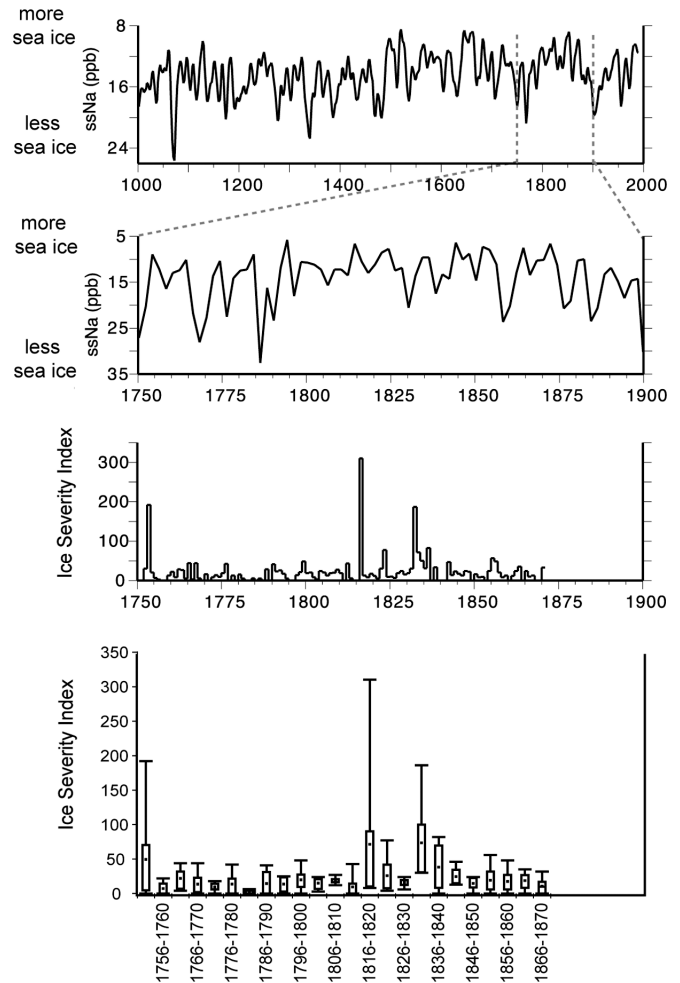 more
sea ice
less
sea ice
ssNa (ppb)
8
16
24
1000 1200 1400 1600 1800 2000
more
sea ice
less
sea ice
ssNa (ppb)
5
15
25
35
1750 1775 1800 1825 1850 1875 1900
Ice Severity Index
300
200
100
0
1750 1775 1800 1825 1850 1875 1900
Ice Severity Index
350
300
250
200
150
100
50
0
1756-1760
1766-1770
1776-1780
1786-1790
1796-1800
1806-1810
1816-1820
1826-1830
1836-1840
1846-1850
1856-1860
1866-1870